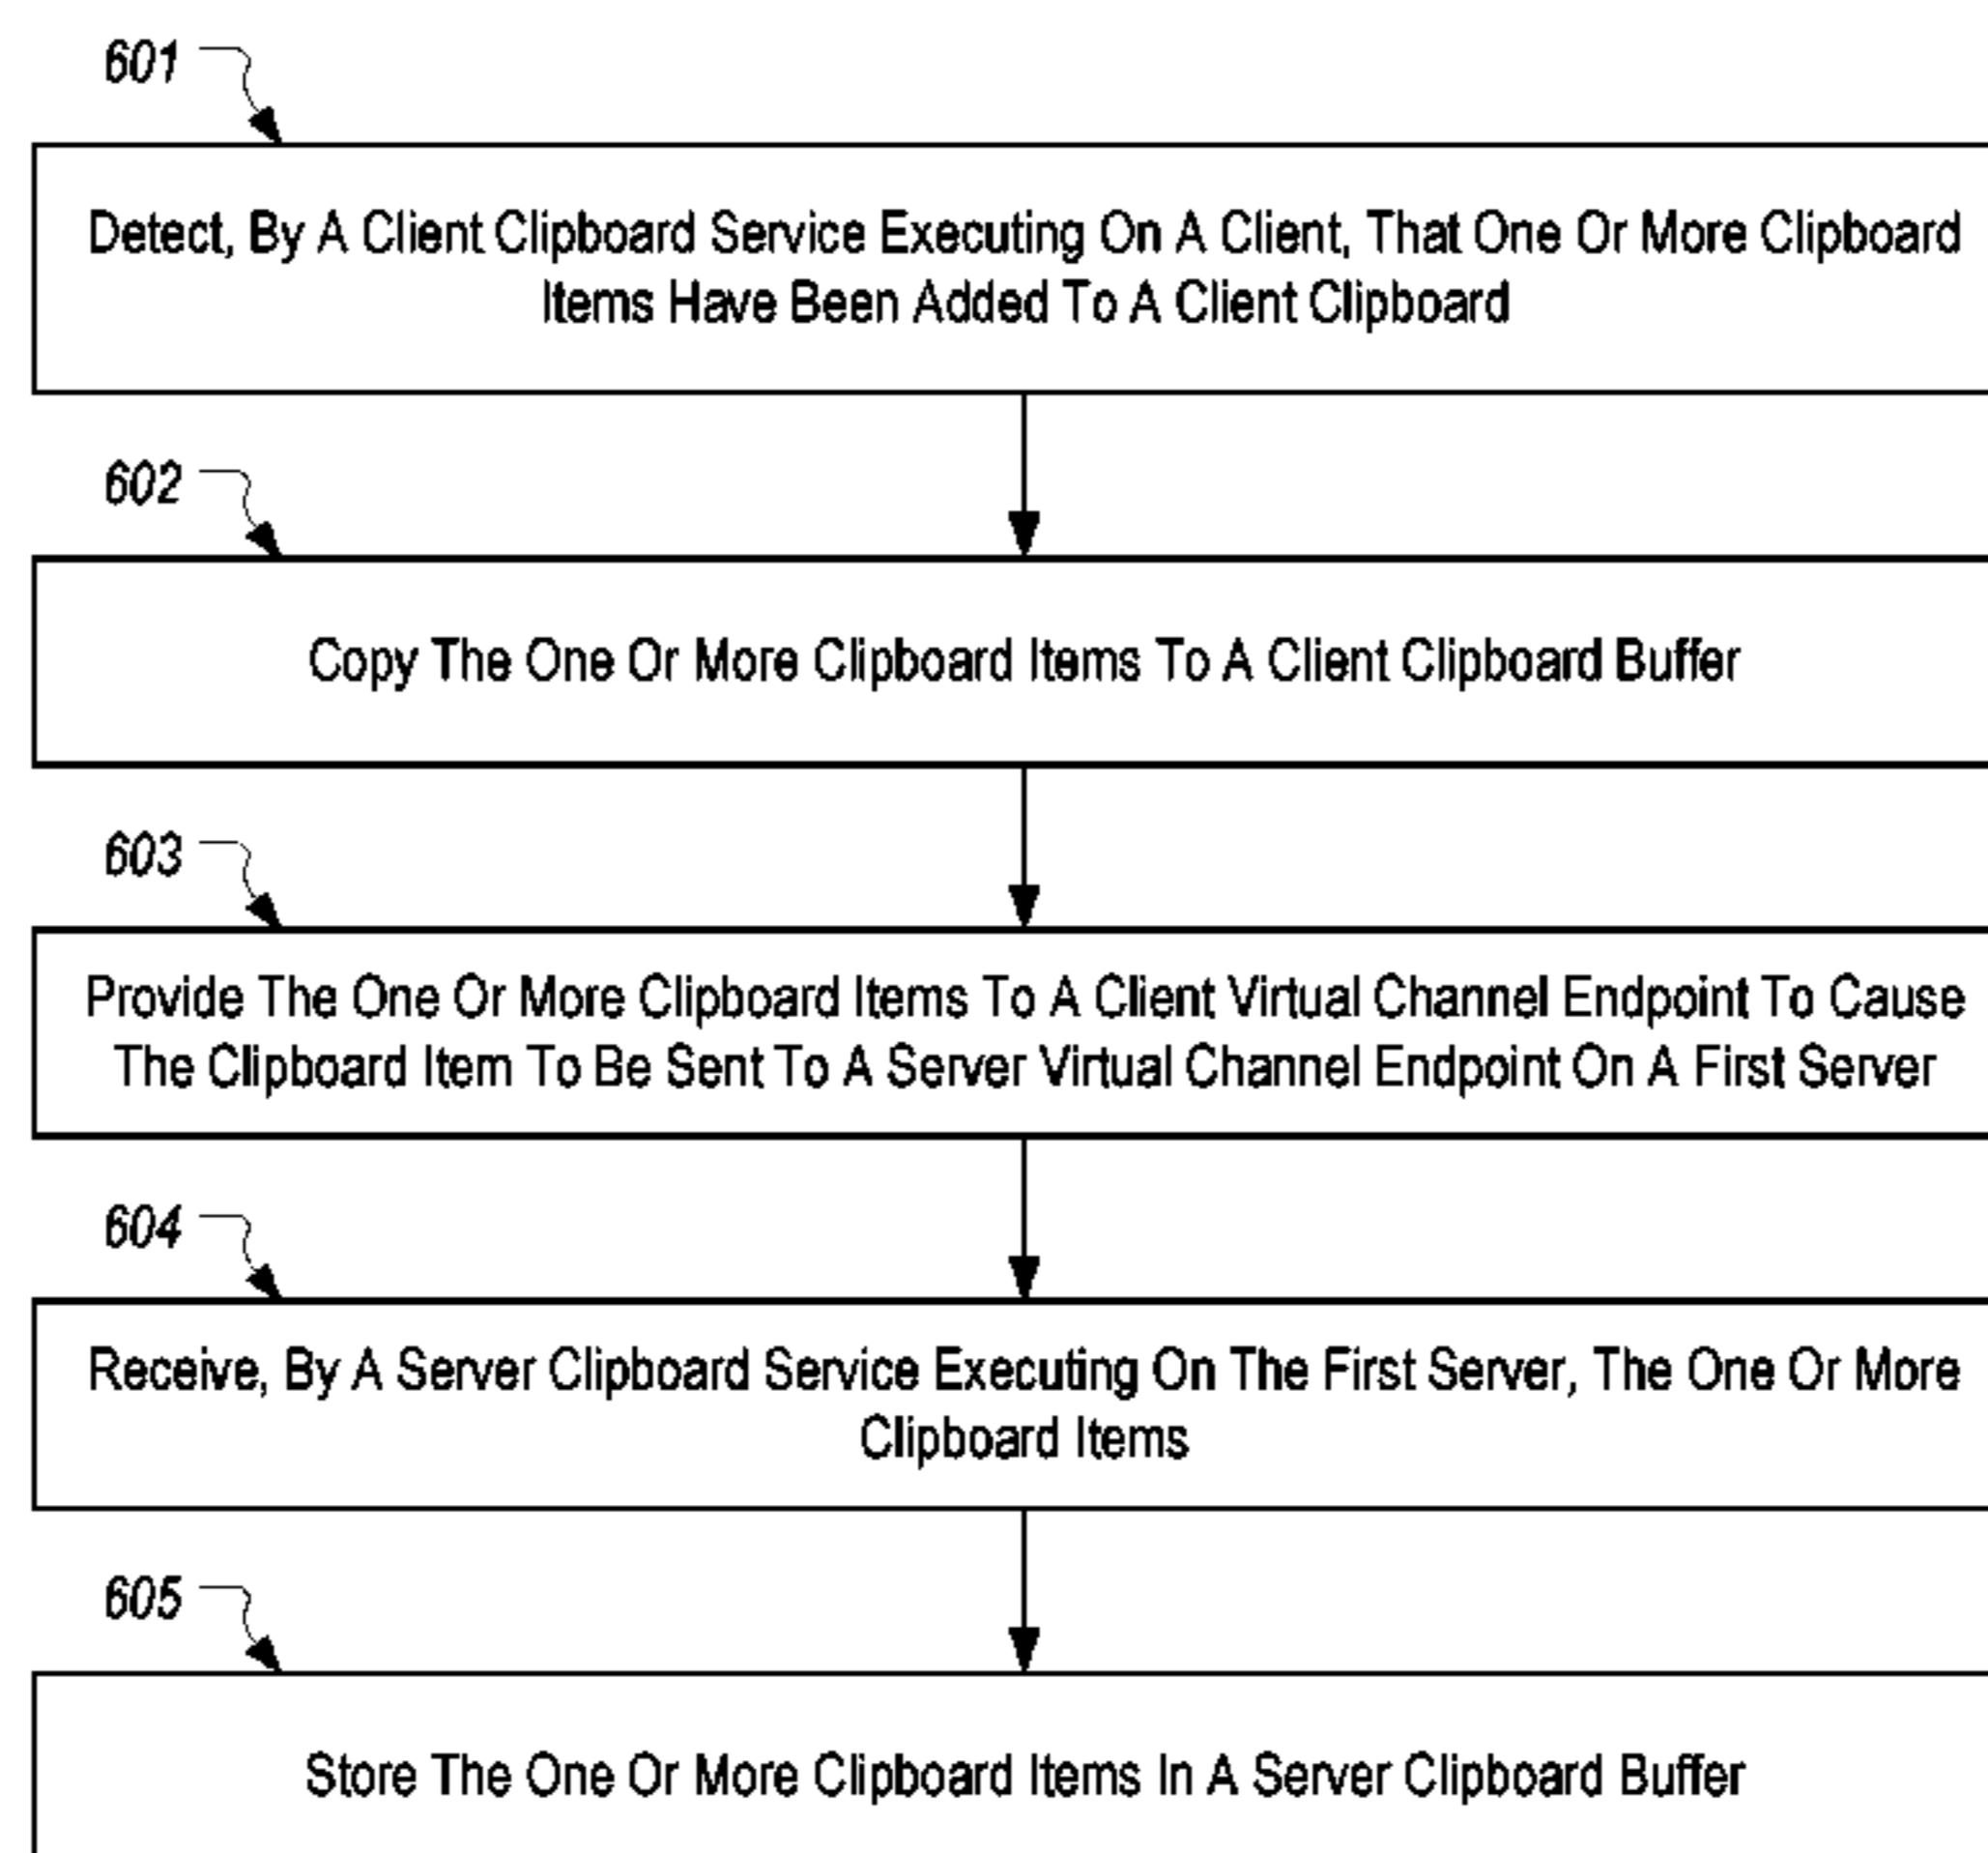 601
Detect, By A Client Clipboard Service Executing On A Client, That One Or More Clipboard
Items Have Been Added To A Client Clipboard
602
Copy The One Or More Clipboard Items To A Client Clipboard Buffer
603
Provide The One Or More Clipboard Items To A Client Virtual Channel Endpoint To Cause
The Clipboard Item To Be Sent To A Server Virtual Channel Endpoint On A First Server
604
Receive, By A Server Clipboard Service Executing On The First Server, The One Or More
Clipboard Items
605
Store The One Or More Clipboard Items In A Server Clipboard Buffer